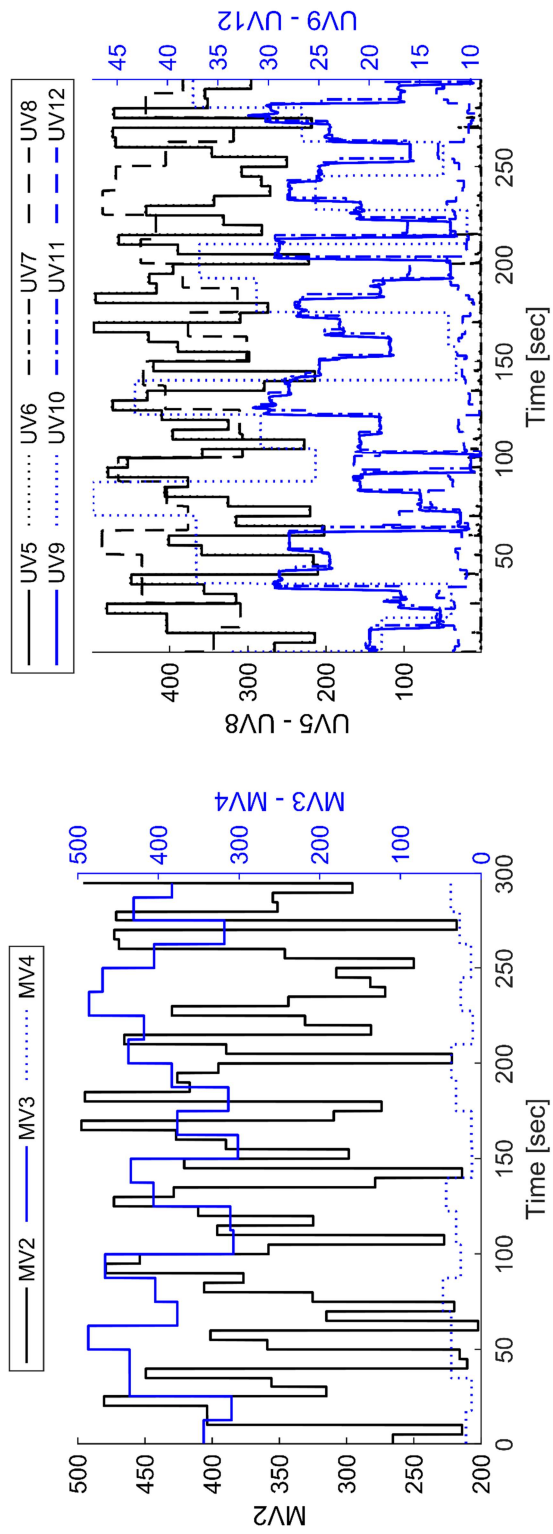 MV2 MV3 MV4
500
450
400
350
300
250
200
MV2
0 50 100 150 200 250 300
Time [sec]
500
400
300
200
100
0
MV3 - MV4
UV5 UV6 UV7 UV8
UV9 UV10 UV11 UV12
400
300
200
100
UV5 - UV8
50 100 150 200 250
Time [sec]
45
40
35
30
25
20
15
10
UV9 - UV12